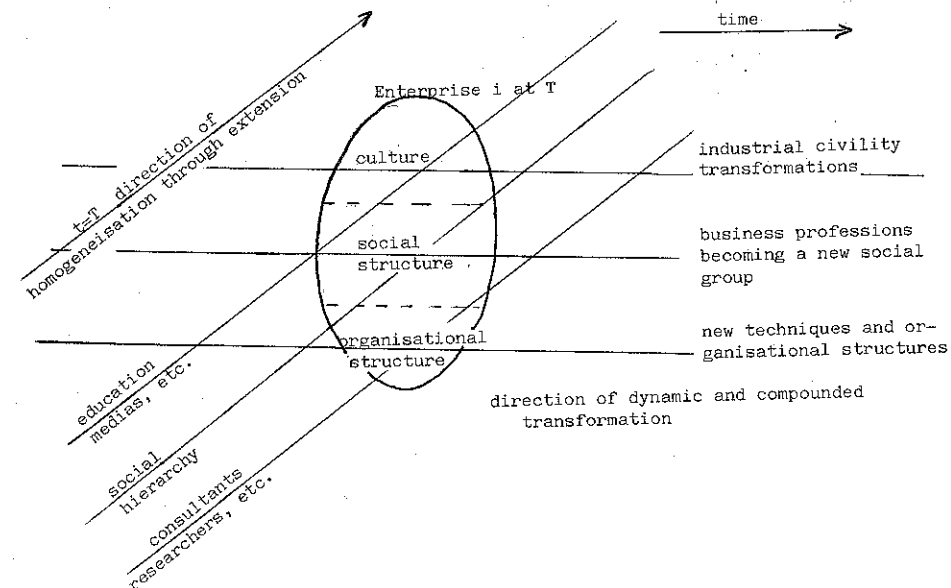 time
Enterprise i at T
t=T direction of
homogeneisation through extension
culture
industrial civility
transformations
social
structure
business professions
becoming a new social
group
organisational
structure
new techniques and or-
ganisational structures
direction of dynamic and compounded
transformation
education
medias, etc.
social
hierarchy
consultants
researchers, etc.